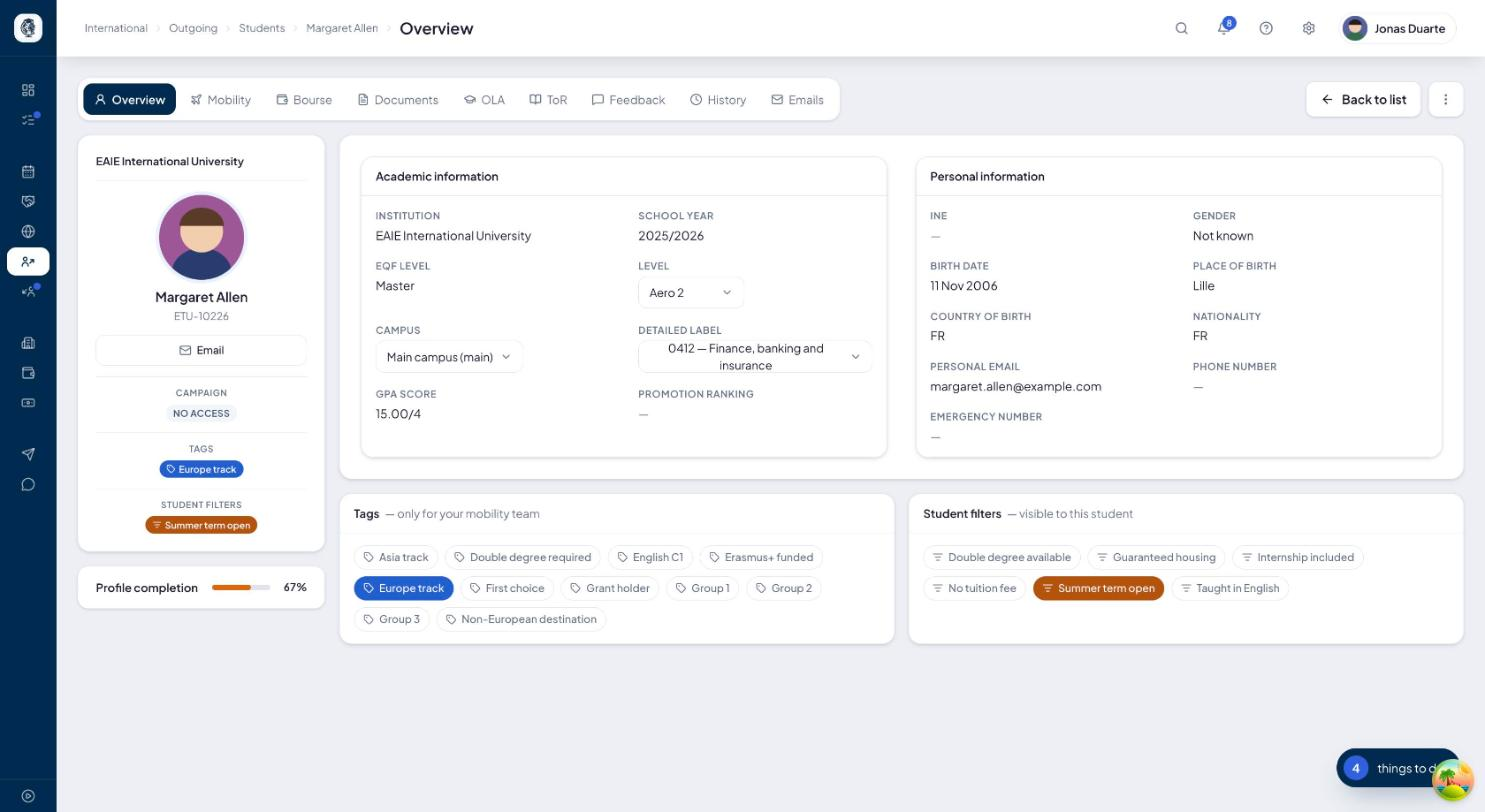 International
Outgoing
Students
Margaret Allen
Overview
8
Jonas Duarte
Overview
Mobility
Bourse
Documents
OLA
ToR
Feedback
History
Emails
Back to list
EAIE International University
Margaret Allen
ETU-10226
Email
CAMPAIGN
NO ACCESS
TAGS
Europe track
STUDENT FILTERS
Summer term open
Profile completion 67%
Academic information
INSTITUTION
EAIE International University
SCHOOL YEAR
2025/2026
EQF LEVEL
Master
LEVEL
Aero 2
CAMPUS
Main campus (main)
DETAILED LABEL
0412 — Finance, banking and
insurance
GPA SCORE
15.00/4
PROMOTION RANKING
—
Personal information
INE
—
GENDER
Not known
BIRTH DATE
11 Nov 2006
PLACE OF BIRTH
Lille
COUNTRY OF BIRTH
FR
NATIONALITY
FR
PERSONAL EMAIL
margaret.allen@example.com
PHONE NUMBER
—
EMERGENCY NUMBER
—
Tags — only for your mobility team
Asia track
Double degree required
English C1
Erasmus+ funded
Europe track
First choice
Grant holder
Group 1
Group 2
Group 3
Non-European destination
Student filters — visible to this student
Double degree available
Guaranteed housing
Internship included
No tuition fee
Summer term open
Taught in English
4 things to